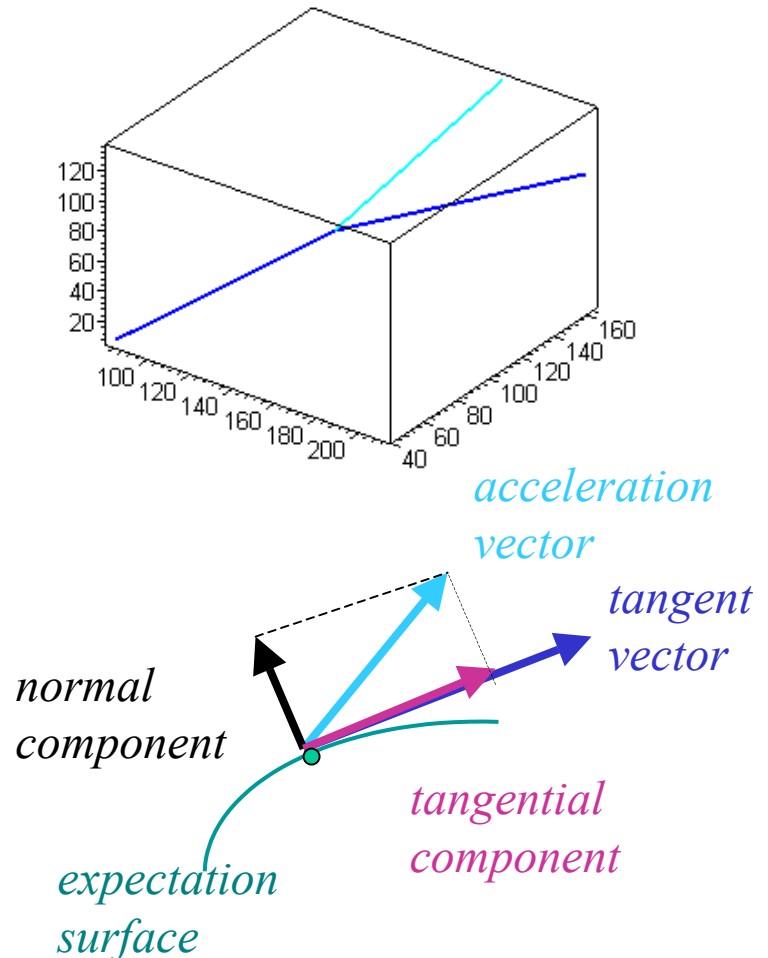 120
100
80
60
40
20
100 120 140 160 180 200
40 60 80 100 120 140 160
acceleration
vector
tangent
vector
normal
component
tangential
component
expectation
surface